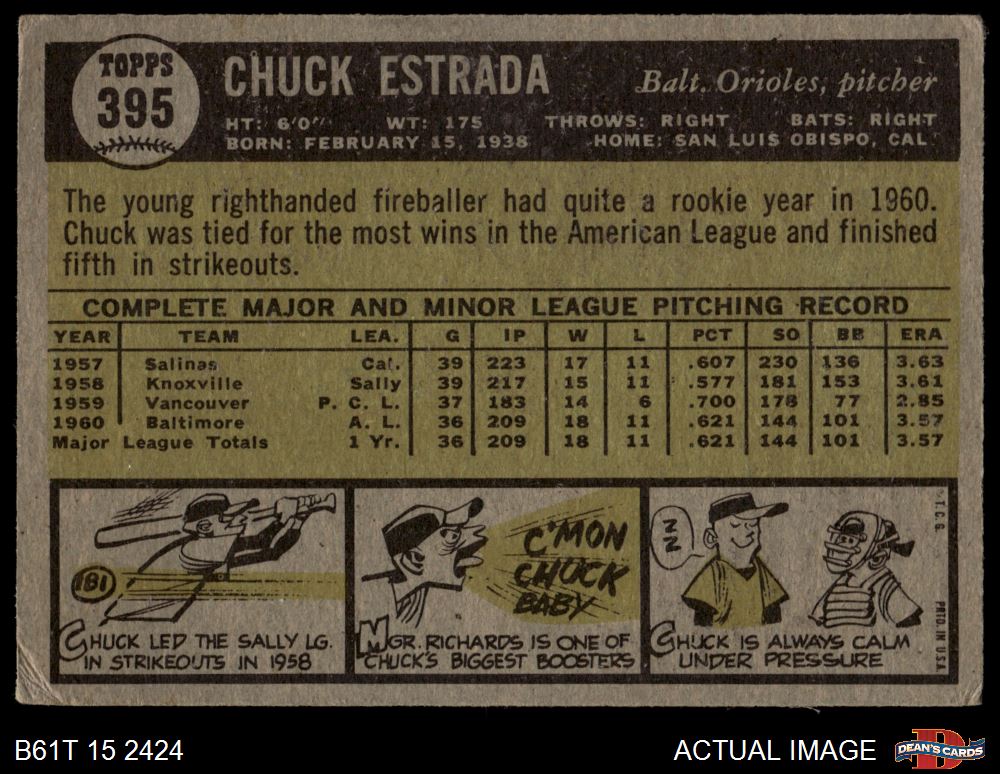 TOPPS
395
CHUCK ESTRADA
Balt. Orioles, pitcher
HT: 6'0" WT: 175 THROWS: RIGHT BATS: RIGHT
BORN: FEBRUARY 15, 1938 HOME: SAN LUIS OBISPO, CAL
The young righthanded fireballer had quite a rookie year in 1960.
Chuck was tied for the most wins in the American League and finished
fifth in strikeouts.
COMPLETE MAJOR AND MINOR LEAGUE PITCHING RECORD
YEAR TEAM LEA. G IP W L PCT SO BB ERA
1957 Salinas Cal. 39 223 17 11 .607 230 136 3.63
1958 Knoxville Sally 39 217 15 11 .577 181 153 3.61
1959 Vancouver P. C. L. 37 183 14 6 .700 178 77 2.85
1960 Baltimore A. L. 36 209 18 11 .621 144 101 3.57
Major League Totals 1 Yr. 36 209 18 11 .621 144 101 3.57
181
CHUCK LED THE SALLY LG.
IN STRIKEOUTS IN 1958
C'MON
CHUCK
BABY
MGR. RICHARDS IS ONE OF
CHUCK'S BIGGEST BOOSTERS
ZZ
CHUCK IS ALWAYS CALM
UNDER PRESSURE
T.C.G.
PRTD. IN U.S.A.
B61T 15 2424
ACTUAL IMAGE
D
DEAN'S CARDS